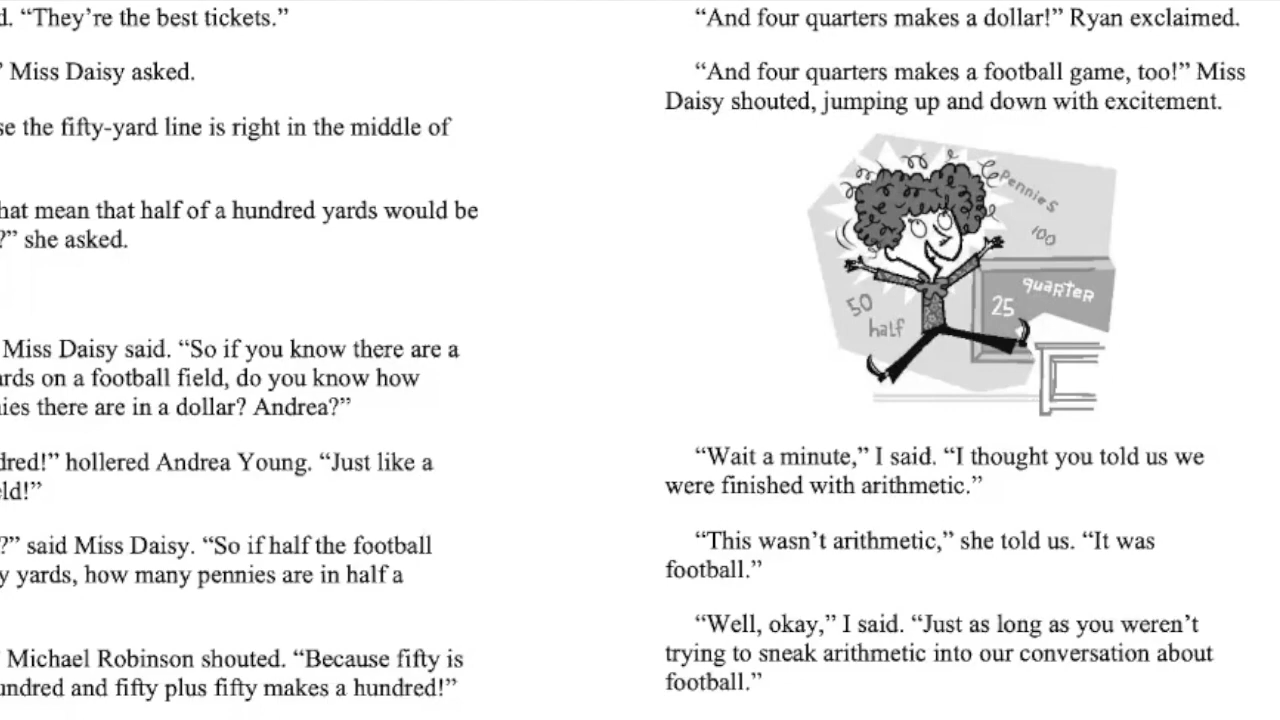 d. “They’re the best tickets.”
” Miss Daisy asked.
se the fifty-yard line is right in the middle of
hat mean that half of a hundred yards would be
?” she asked.
Miss Daisy said. “So if you know there are a
ards on a football field, do you know how
nies there are in a dollar? Andrea?”
dred!” hollered Andrea Young. “Just like a
eld!”
?” said Miss Daisy. “So if half the football
y yards, how many pennies are in half a
” Michael Robinson shouted. “Because fifty is
undred and fifty plus fifty makes a hundred!”
“And four quarters makes a dollar!” Ryan exclaimed.
“And four quarters makes a football game, too!” Miss
Daisy shouted, jumping up and down with excitement.
Pennies
100
quarter
25
50
half
“Wait a minute,” I said. “I thought you told us we
were finished with arithmetic.”
“This wasn’t arithmetic,” she told us. “It was
football.”
“Well, okay,” I said. “Just as long as you weren’t
trying to sneak arithmetic into our conversation about
football.”